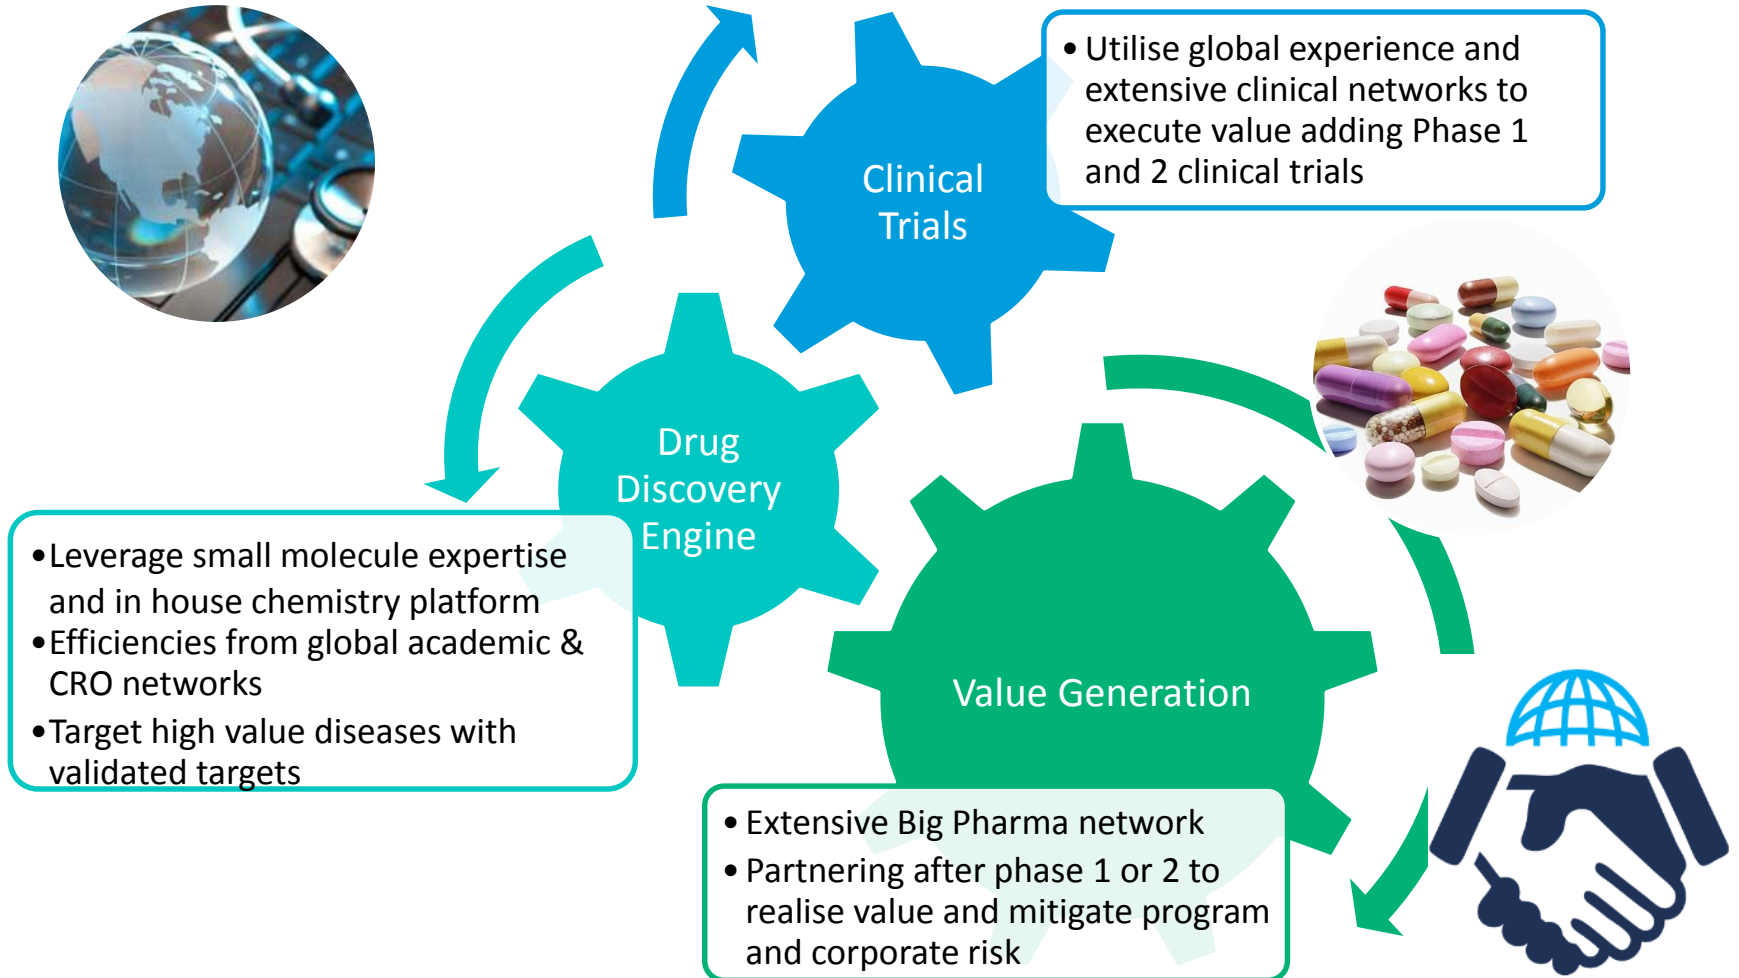 • Utilise global experience and
extensive clinical networks to
execute value adding Phase 1
and 2 clinical trials
Clinical
Trials
Drug
Discovery
Engine
•Leverage small molecule expertise
and in house chemistry platform
•Efficiencies from global academic &
CRO networks
•Target high value diseases with
validated targets
Value Generation
• Extensive Big Pharma network
• Partnering after phase 1 or 2 to
realise value and mitigate program
and corporate risk